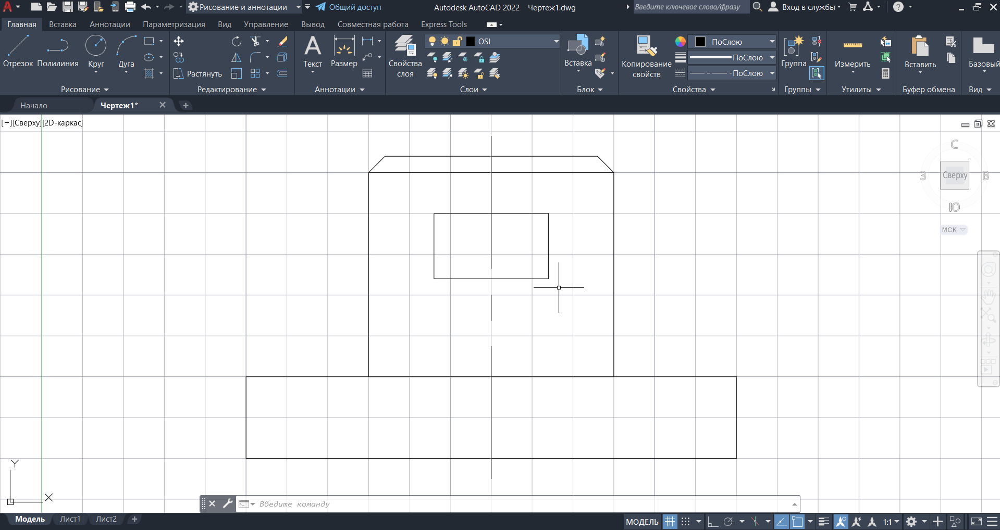 Рисование и аннотации
Общий доступ
Autodesk AutoCAD 2022 Чертеж1.dwg
Введите ключевое слово/фразу
Вход в службы
Главная Вставка Аннотации Параметризация Вид Управление Вывод Совместная работа Express Tools
Отрезок Полилиния Круг Дуга
Растянуть
Текст Размер
Свойства слоя
OSI
Вставка
Копирование свойств
ПоСлою
ПоСлою
ПоСлою
Группа
Измерить
Вставить
Базовый
Рисование Редактирование Аннотации Слои Блок Свойства Группы Утилиты Буфер обмена Вид
Начало Чертеж1*
[−][Сверху][2D-каркас]
С
З Сверху В
Ю
МСК
Y
X
Введите команду
Модель Лист1 Лист2
МОДЕЛЬ 1:1